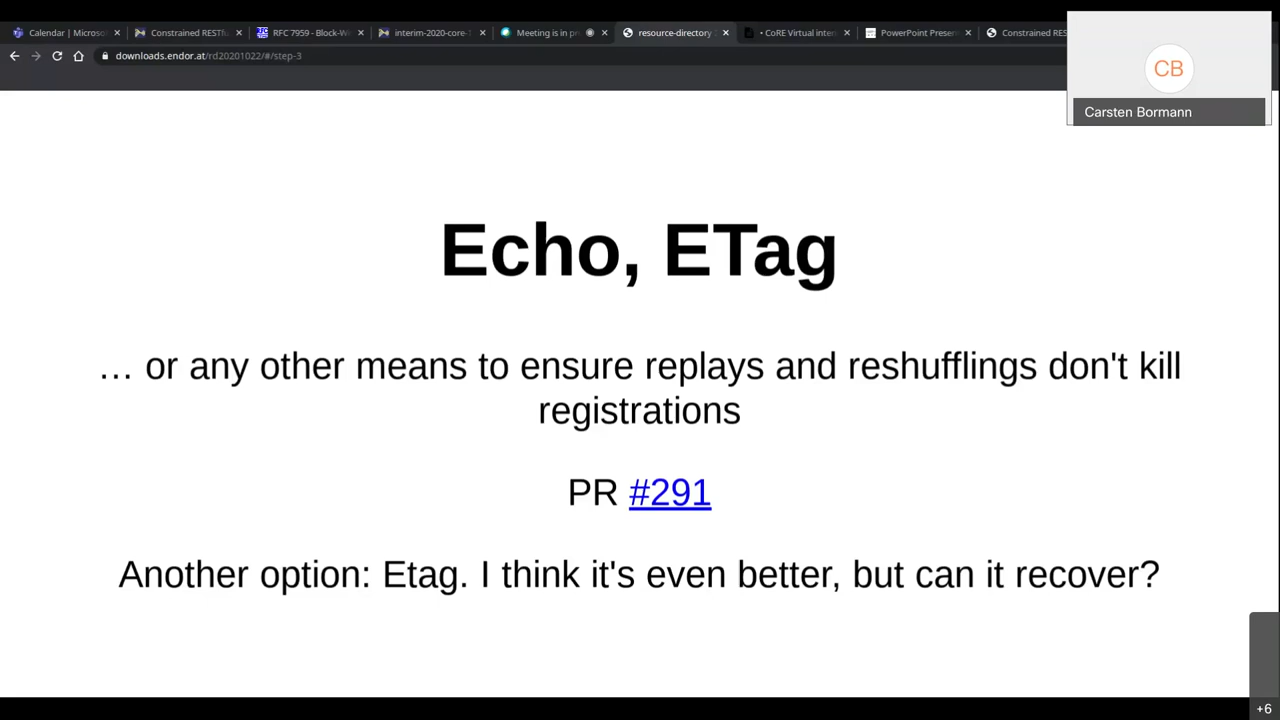 Calendar | Microso
Constrained RESTfu
RFC 7959 - Block-Wi
interim-2020-core-1
Meeting is in pr
resource-directory
• CoRE Virtual inter
PowerPoint Presen
Constrained RES
downloads.endor.at/rd20201022/#/step-3
CB
Carsten Bormann
Echo, ETag
… or any other means to ensure replays and reshufflings don't kill
registrations
PR #291
Another option: Etag. I think it's even better, but can it recover?
+6